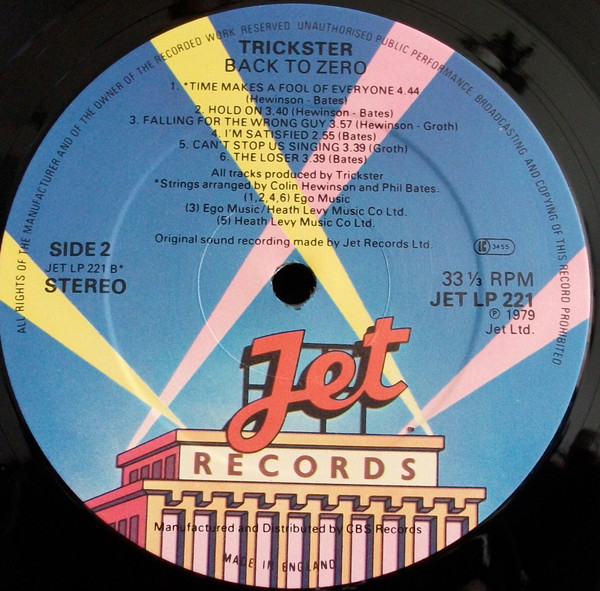 ALL RIGHTS OF THE MANUFACTURER AND OF THE OWNER OF THE RECORDED WORK RESERVED UNAUTHORISED PUBLIC PERFORMANCE BROADCASTING AND COPYING OF THIS RECORD PROHIBITED
TRICKSTER
BACK TO ZERO
1. *TIME MAKES A FOOL OF EVERYONE 4.44
(Hewinson - Bates)
2. HOLD ON 3.40 (Hewinson - Bates)
3. FALLING FOR THE WRONG GUY 3.57 (Hewinson - Groth)
4. I'M SATISFIED 2.55 (Bates)
5. CAN'T STOP US SINGING 3.39 (Groth)
6. THE LOSER 3.39 (Bates)
All tracks produced by Trickster
*Strings arranged by Colin Hewinson and Phil Bates.
(1,2,4,6) Ego Music
(3) Ego Music/Heath Levy Music Co Ltd.
(5) Heath Levy Music Co Ltd.
Original sound recording made by Jet Records Ltd.
LC 3455
SIDE 2
JET LP 221 B*
STEREO
33 1/3 RPM
JET LP 221
℗ 1979
Jet Ltd.
Jet
RECORDS
Manufactured and Distributed by CBS Records
MADE IN ENGLAND